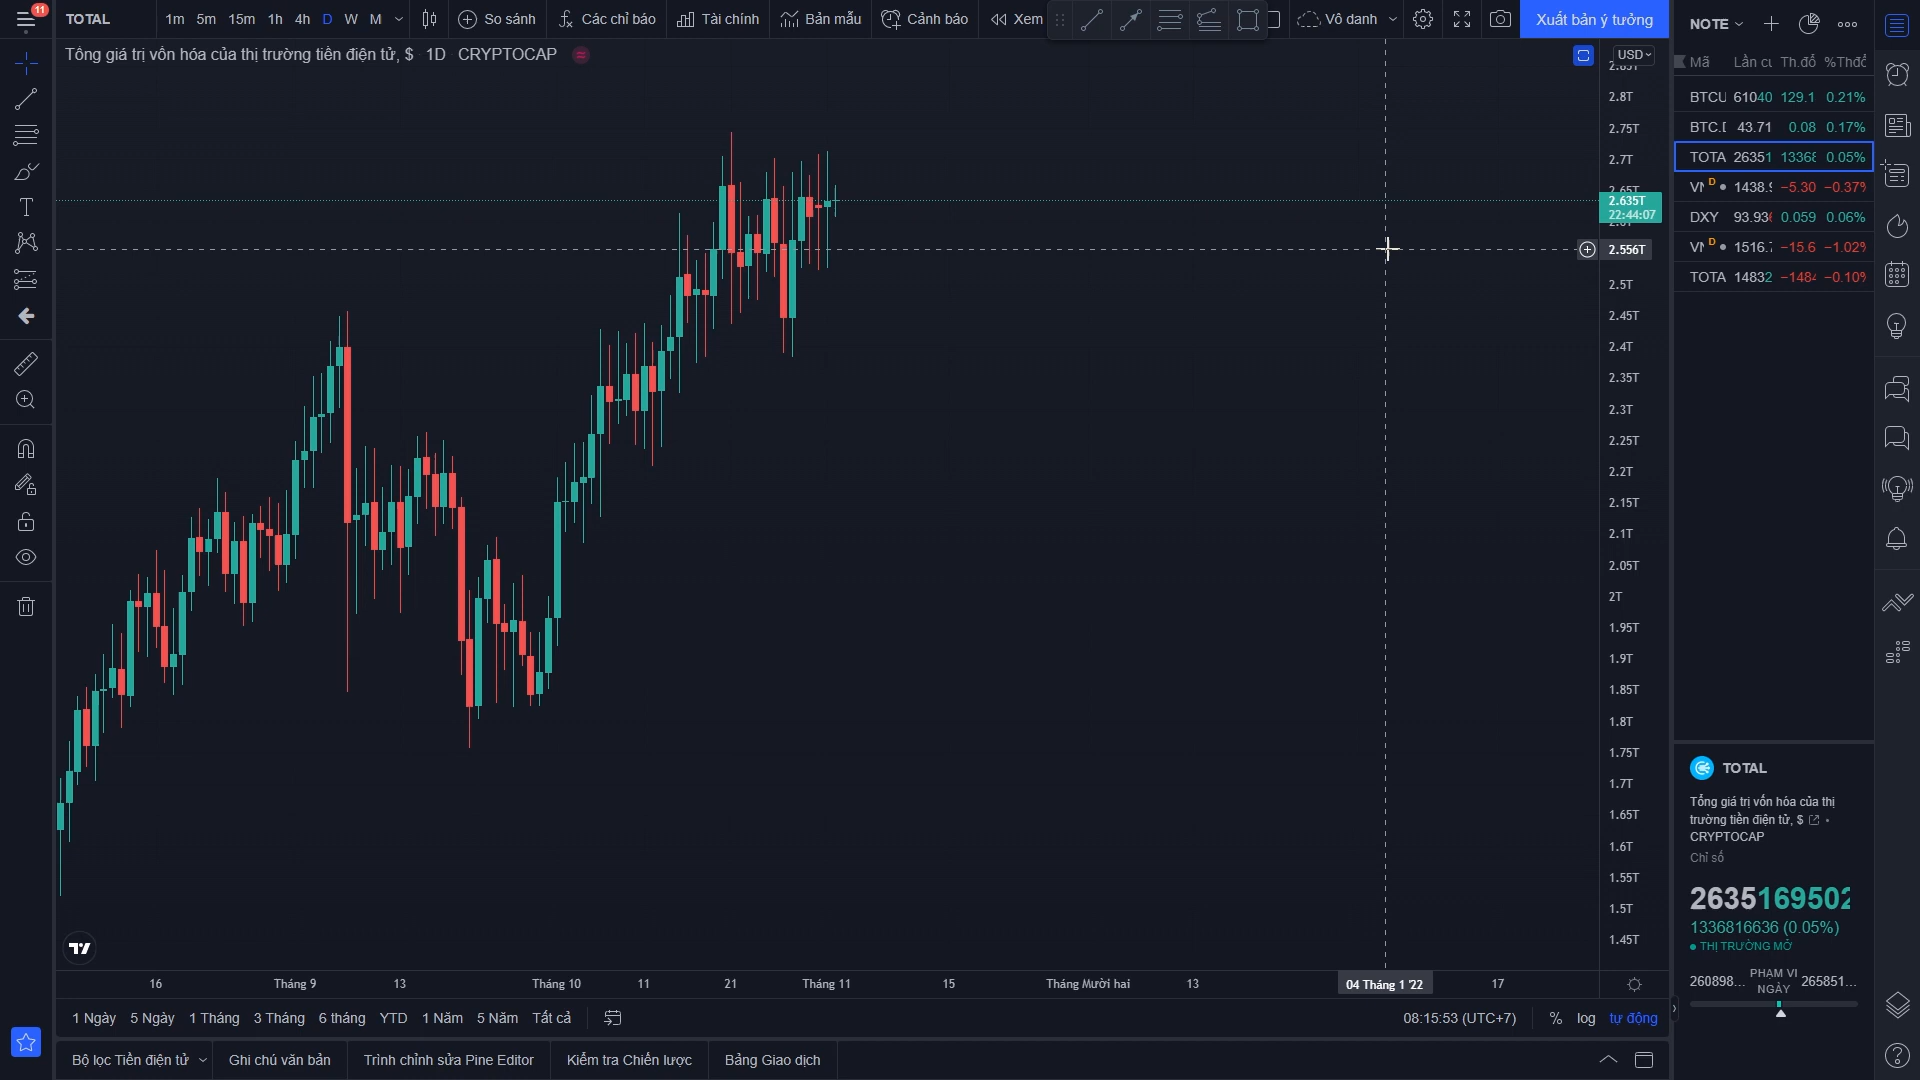 11
TOTAL
1m 5m 15m 1h 4h D W M
So sánh
Các chỉ báo
Tài chính
Bản mẫu
Cảnh báo
Xem
Vô danh
Xuất bản ý tưởng
NOTE
Tổng giá trị vốn hóa của thị trường tiền điện tử, $ 1D CRYPTOCAP
USD
2.8T
2.75T
2.7T
2.635T
22:44:07
2.556T
2.5T
2.45T
2.4T
2.35T
2.3T
2.25T
2.2T
2.15T
2.1T
2.05T
2T
1.95T
1.9T
1.85T
1.8T
1.75T
1.7T
1.65T
1.6T
1.55T
1.5T
1.45T
16 Tháng 9 13 Tháng 10 11 21 Tháng 11 15 Tháng Mười hai 13 04 Tháng 1 '22 17
1 Ngày 5 Ngày 1 Tháng 3 Tháng 6 tháng YTD 1 Năm 5 Năm Tất cả
08:15:53 (UTC+7) % log tự động
Bộ lọc Tiền điện tử Ghi chú văn bản Trình chỉnh sửa Pine Editor Kiểm tra Chiến lược Bảng Giao dịch
Mã Lần Th.đổ
BTCU 61040 129.1 0.21%
43.71 0.08 0.17%
TOTA 26351 13368 0.05%
D 1438.9 −5.30 −0.37%
DXY 93.93 0.059 0.06%
D 1516.7 −15.6 −1.02%
TOTA 14832 −1484 −0.10%
TOTAL
Tổng giá trị vốn hóa của thị
trường tiền điện tử, $ •
CRYPTOCAP
Chỉ số
263516950
1336816636 (0.05%)
THỊ TRƯỜNG MỞ
260898... PHẠM VI NGÀY 265851...